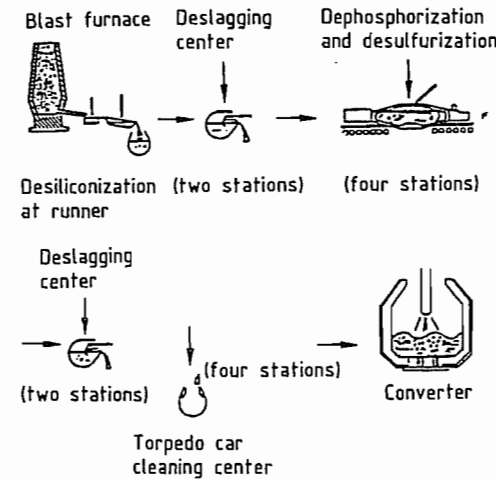 Blast furnace
Deslagging
center
Dephosphorization
and desulfurization
Desiliconization
at runner
(two stations)
(four stations)
Deslagging
center
(two stations)
(four stations)
Torpedo car
cleaning center
Converter